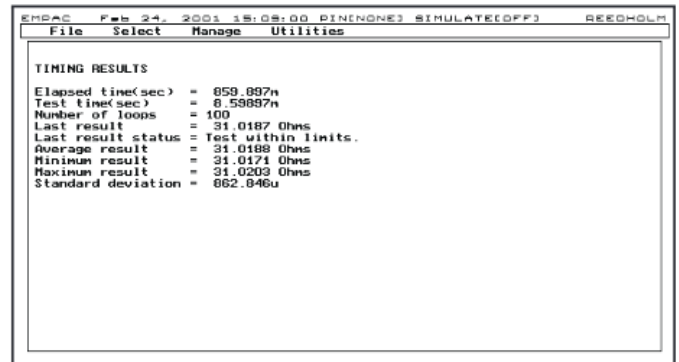 EMPAC Feb 24, 2001 15:09:00 PIN[NONE] SIMULATE[OFF] REEDHOLM
File Select Manage Utilities
TIMING RESULTS
Elapsed time(sec) = 859.897m
Test time(sec) = 8.59897m
Number of loops = 100
Last result = 31.0187 Ohms
Last result status = Test within limits.
Average result = 31.0188 Ohms
Minimum result = 31.0171 Ohms
Maximum result = 31.0203 Ohms
Standard deviation = 862.846u